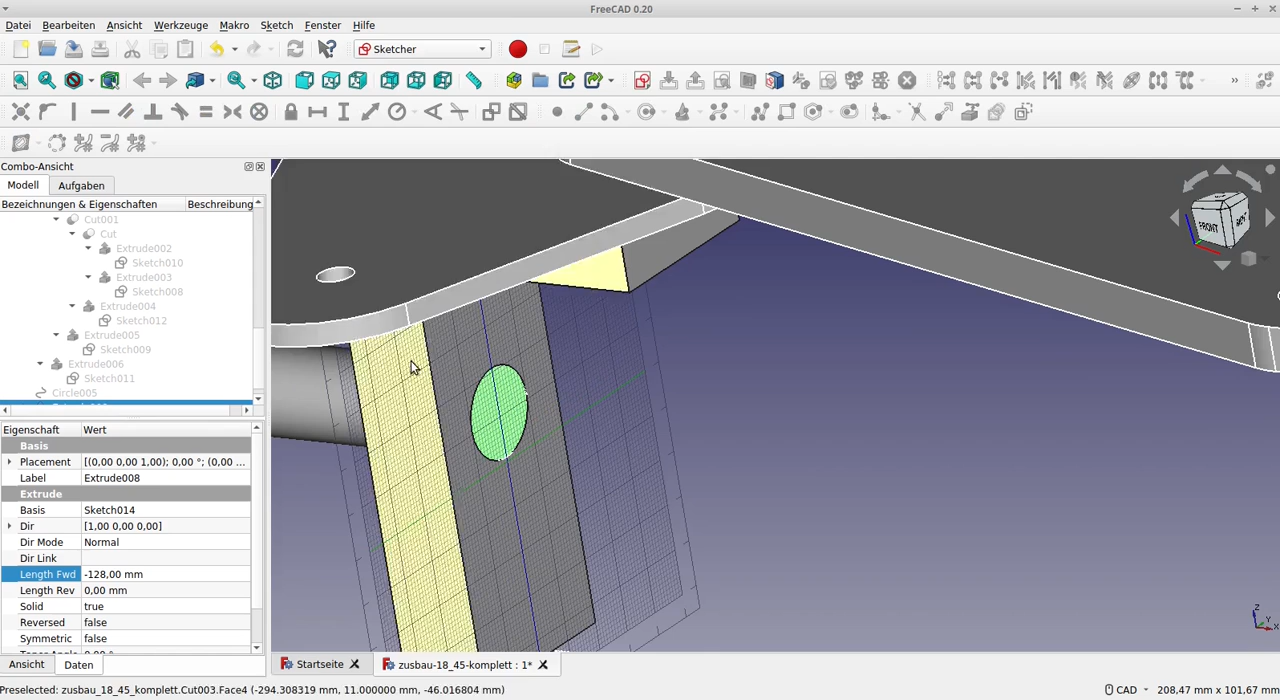 FreeCAD 0.20
Datei Bearbeiten Ansicht Werkzeuge Makro Sketch Fenster Hilfe
Sketcher
Combo-Ansicht
Modell Aufgaben
Bezeichnungen & Eigenschaften Beschreibung
Cut001
Cut
Extrude002
Sketch010
Extrude003
Sketch008
Extrude004
Sketch012
Extrude005
Sketch009
Extrude006
Sketch011
Circle005
Eigenschaft Wert
Basis
Placement [(0,00 0,00 1,00); 0,00 °; (0,00 ...
Label Extrude008
Extrude
Basis Sketch014
Dir [1,00 0,00 0,00]
Dir Mode Normal
Dir Link
Length Fwd -128,00 mm
Length Rev 0,00 mm
Solid true
Reversed false
Symmetric false
Ansicht Daten
FRONT
Z
Y
X
Startseite zusbau-18_45-komplett : 1*
Preselected: zusbau_18_45_komplett.Cut003.Face4 (-294.308319 mm, 11.000000 mm, -46.016804 mm) CAD 208,47 mm x 101,67 mm